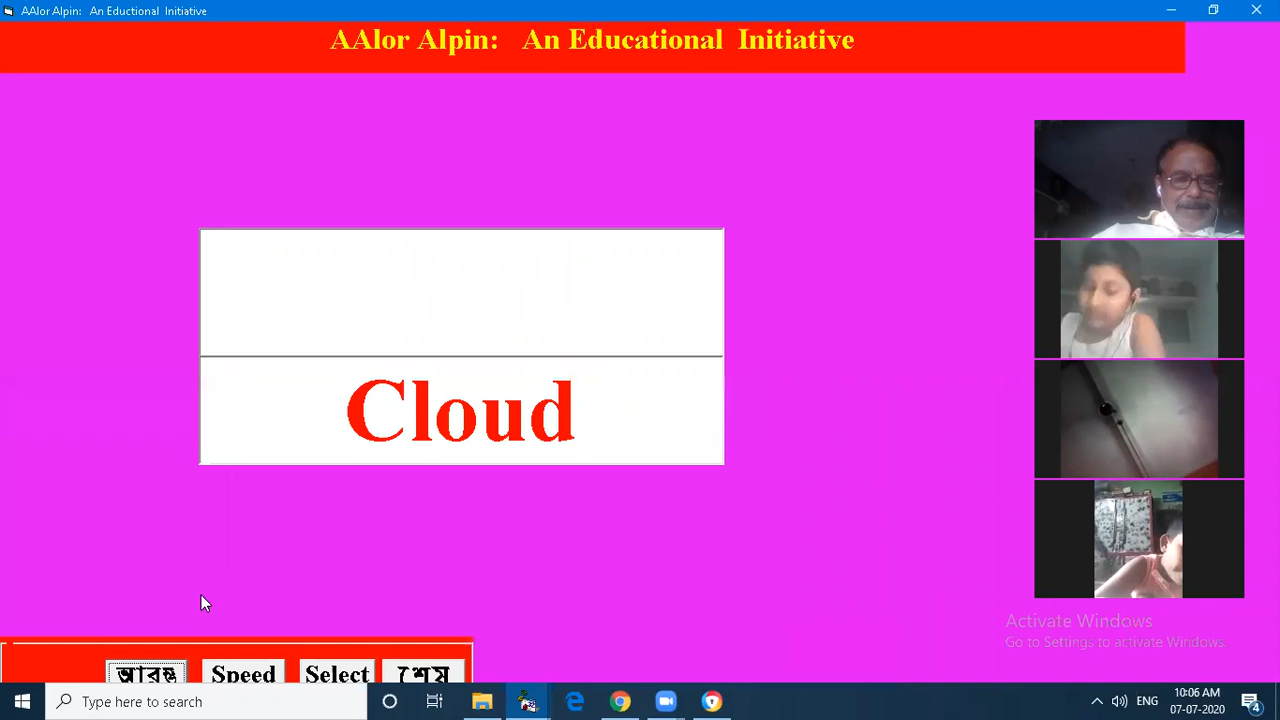 AAlor Alpin: An Eductional Initiative
AAlor Alpin: An Educational Initiative
Cloud
Activate Windows
Go to Settings to activate Windows.
আরম্ভ Speed Select শেষ
Type here to search
ENG
10:06 AM
07-07-2020
4